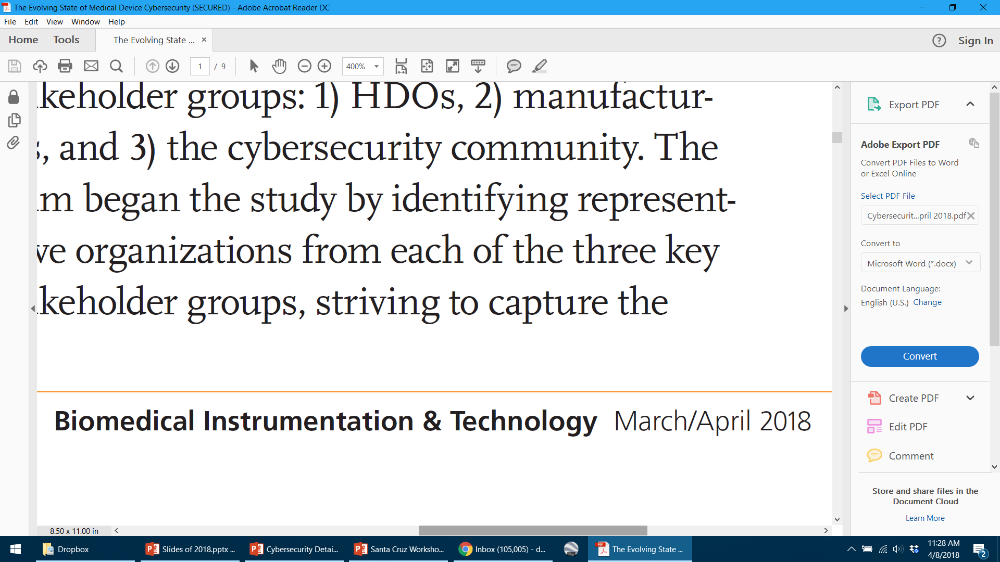 The Evolving State of Medical Device Cybersecurity (SECURED) - Adobe Acrobat Reader DC
File Edit View Window Help
Home Tools The Evolving State ... × ? Sign In
1 / 9 400%
keholder groups: 1) HDOs, 2) manufactur-
s, and 3) the cybersecurity community. The
m began the study by identifying represent-
ve organizations from each of the three key
keholder groups, striving to capture the
Biomedical Instrumentation & Technology March/April 2018
8.50 x 11.00 in
Export PDF
Adobe Export PDF
Convert PDF Files to Word
or Excel Online
Select PDF File
Cybersecurit...pril 2018.pdf
Convert to
Microsoft Word (*.docx)
Document Language:
English (U.S.) Change
Convert
Create PDF
Edit PDF
Comment
Store and share files in the
Document Cloud
Learn More
Dropbox
Slides of 2018.pptx ...
Cybersecurity Detai...
Santa Cruz Worksho...
Inbox (105,005) - d...
Pro
The Evolving State ...
11:28 AM
4/8/2018
2